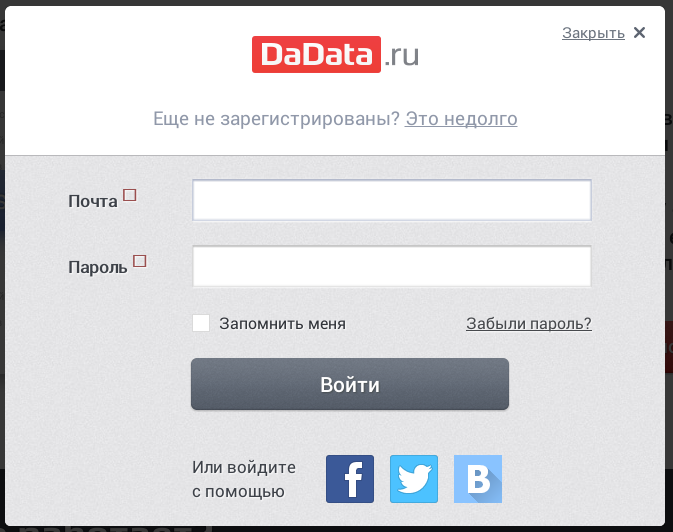 Закрыть
DaData.ru
Еще не зарегистрированы? Это недолго
Почта
Пароль
Запомнить меня
Забыли пароль?
Войти
Или войдите
с помощью